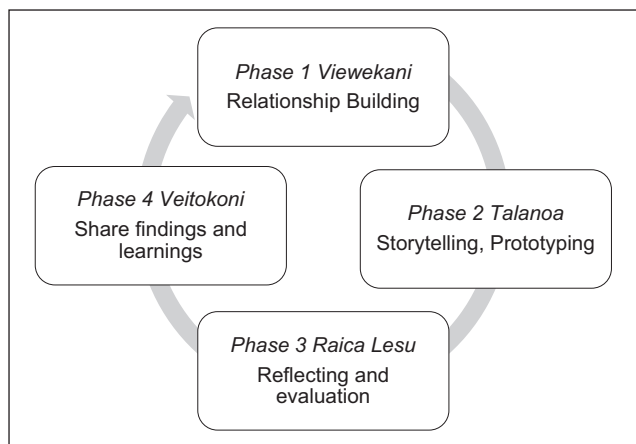 Phase 1 Viewekani
Relationship Building
Phase 2 Talanoa
Storytelling, Prototyping
Phase 3 Raica Lesu
Reflecting and
evaluation
Phase 4 Veitokoni
Share findings and
learnings